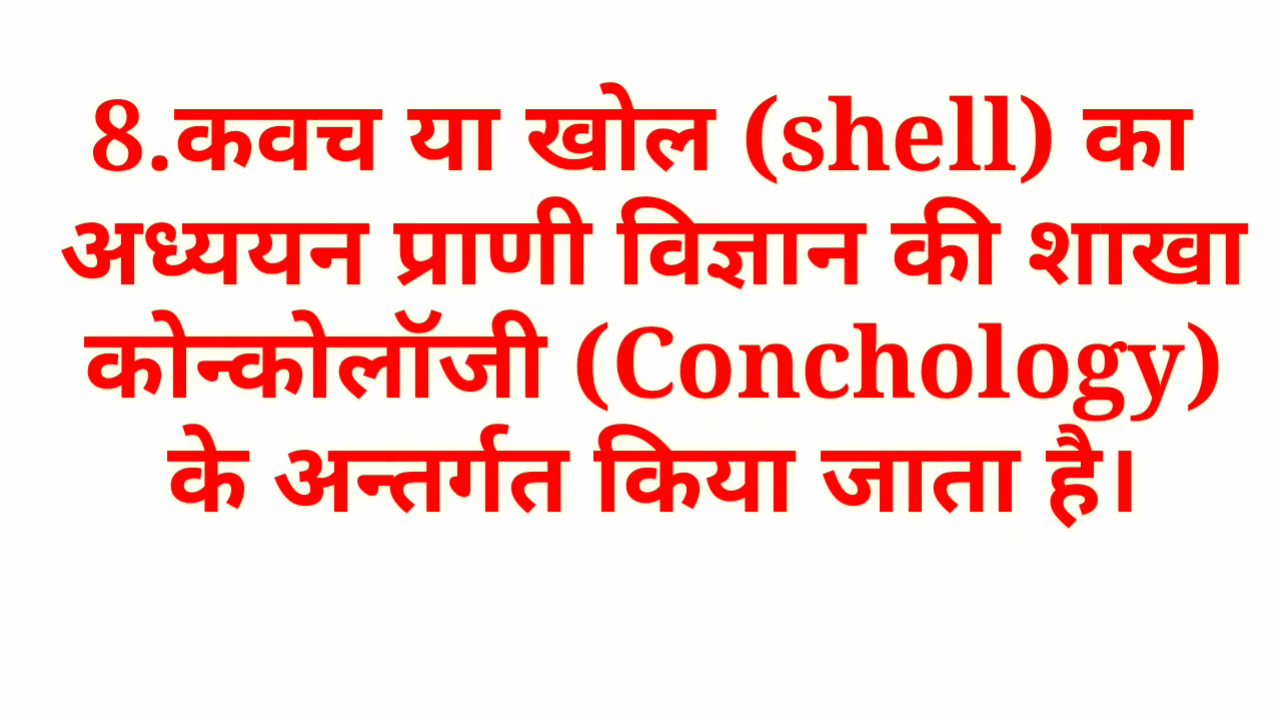 8.कवच या खोल (shell) का
अध्ययन प्राणी विज्ञान की शाखा
कोन्कोलॉजी (Conchology)
के अन्तर्गत किया जाता है।